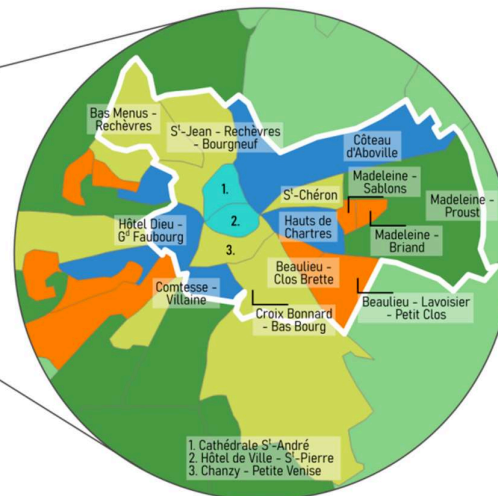 Bas Menus -
Rechèvres
Sᵗ-Jean - Rechèvres
- Bourgneuf
Côteau
d'Aboville
Madeleine -
Sablons
1.
Sᵗ-Chéron
Madeleine -
Proust
2.
Hôtel Dieu -
Gᵈ Faubourg
Hauts de
Chartres
Madeleine -
Briand
3.
Beaulieu -
Clos Brette
Comtesse -
Villaine
Beaulieu - Lavoisier
- Petit Clos
Croix Bonnard
- Bas Bourg
1. Cathédrale Sᵗ-André
2. Hôtel de Ville - Sᵗ-Pierre
3. Chanzy - Petite Venise